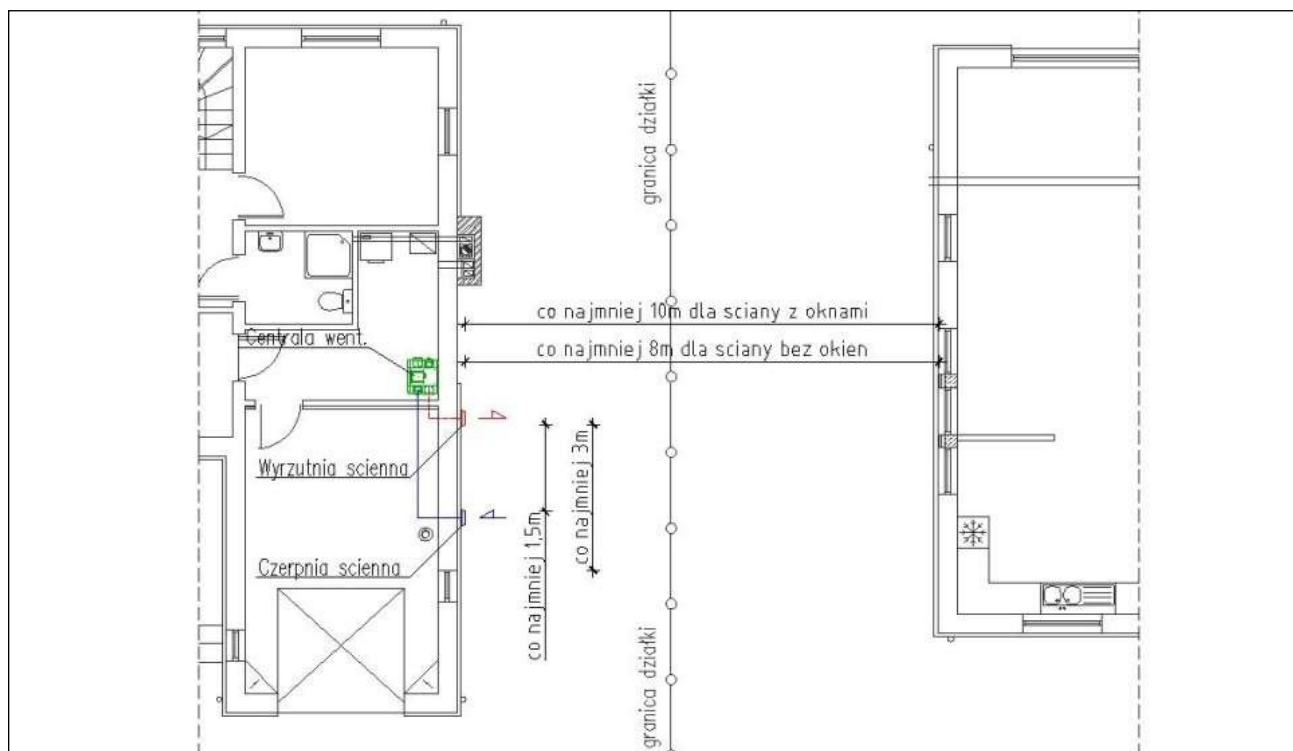 granica działki
co najmniej 10m dla sciany z oknami
Centrala went.
co najmniej 8m dla sciany bez okien
Wyrzutnia scienna
co najmniej 3m
co najmniej 1,5m
Czerpnia scienna
granica działki